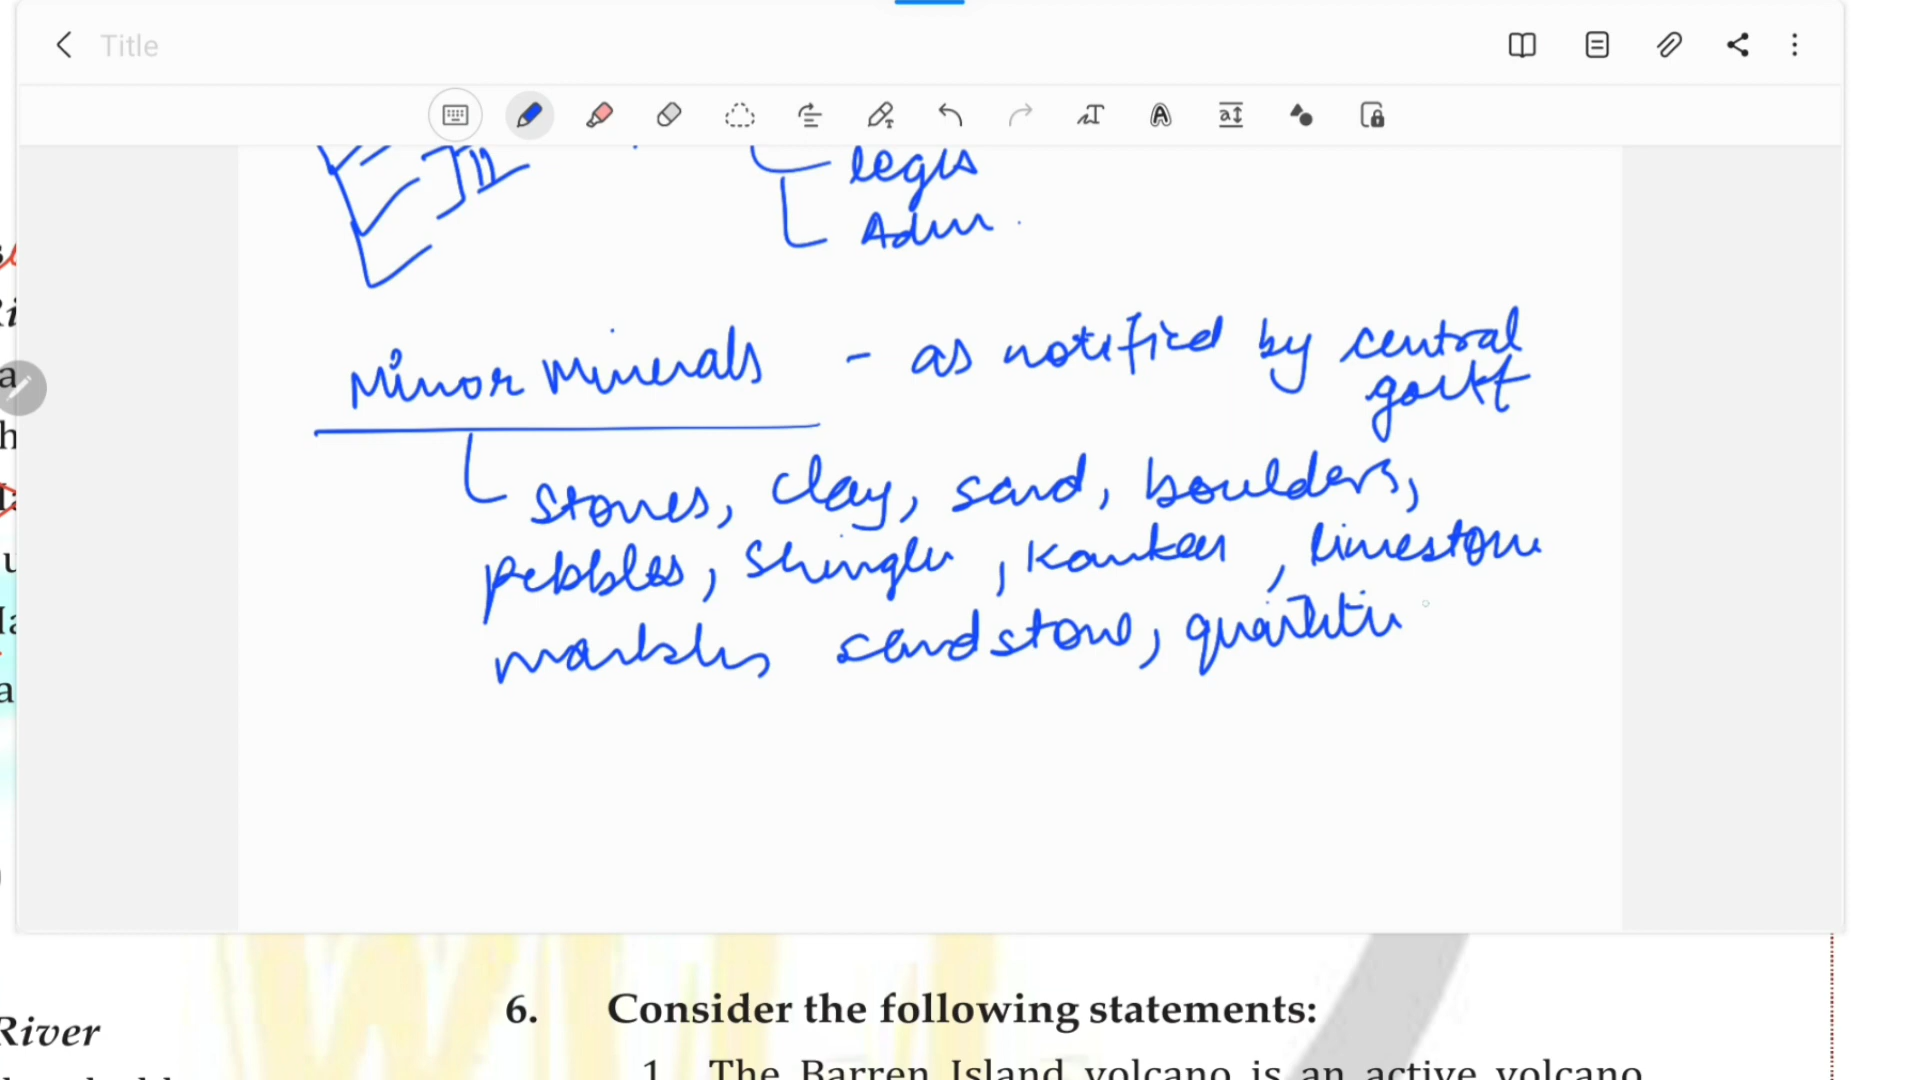 Title
legis
Adm.
Minor Minerals - as notified by central
govt
stones, clay, sand, boulders,
pebbles, Shingle, Kankar, limestone
marbles sandstone, quartzite
River
6. Consider the following statements:
1. The Barren Island volcano is an active volcano